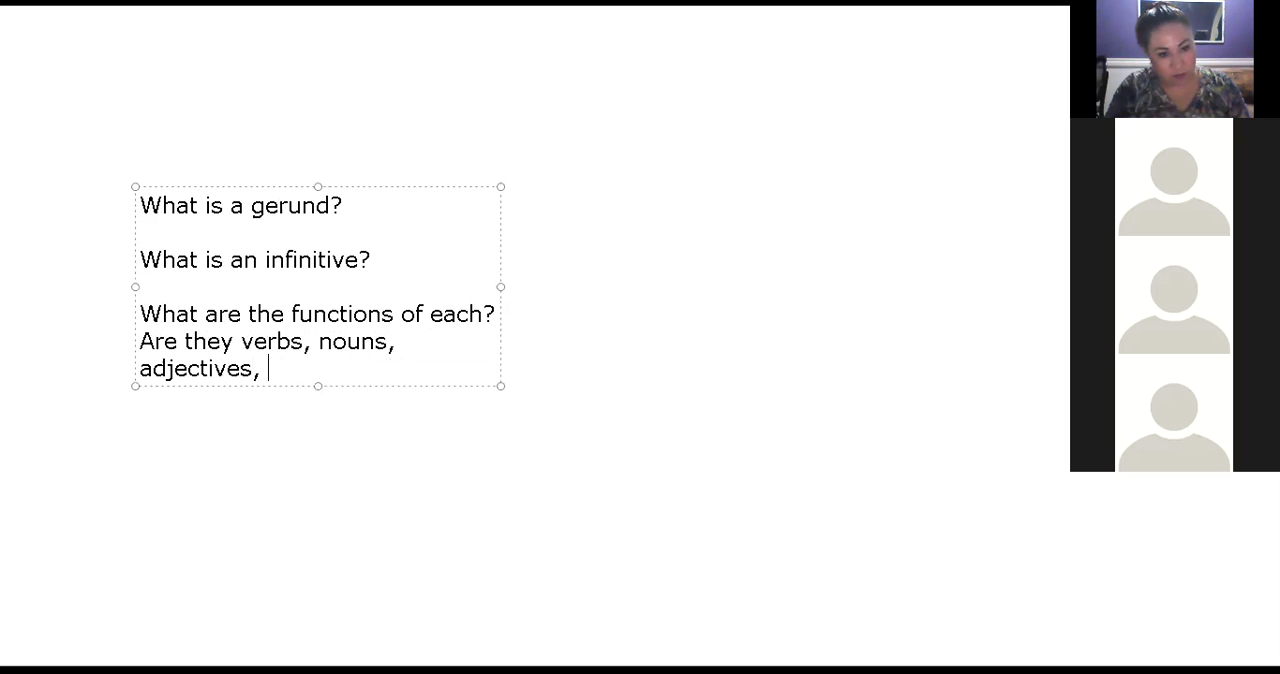 What is a gerund?
What is an infinitive?
What are the functions of each?
Are they verbs, nouns,
adjectives,